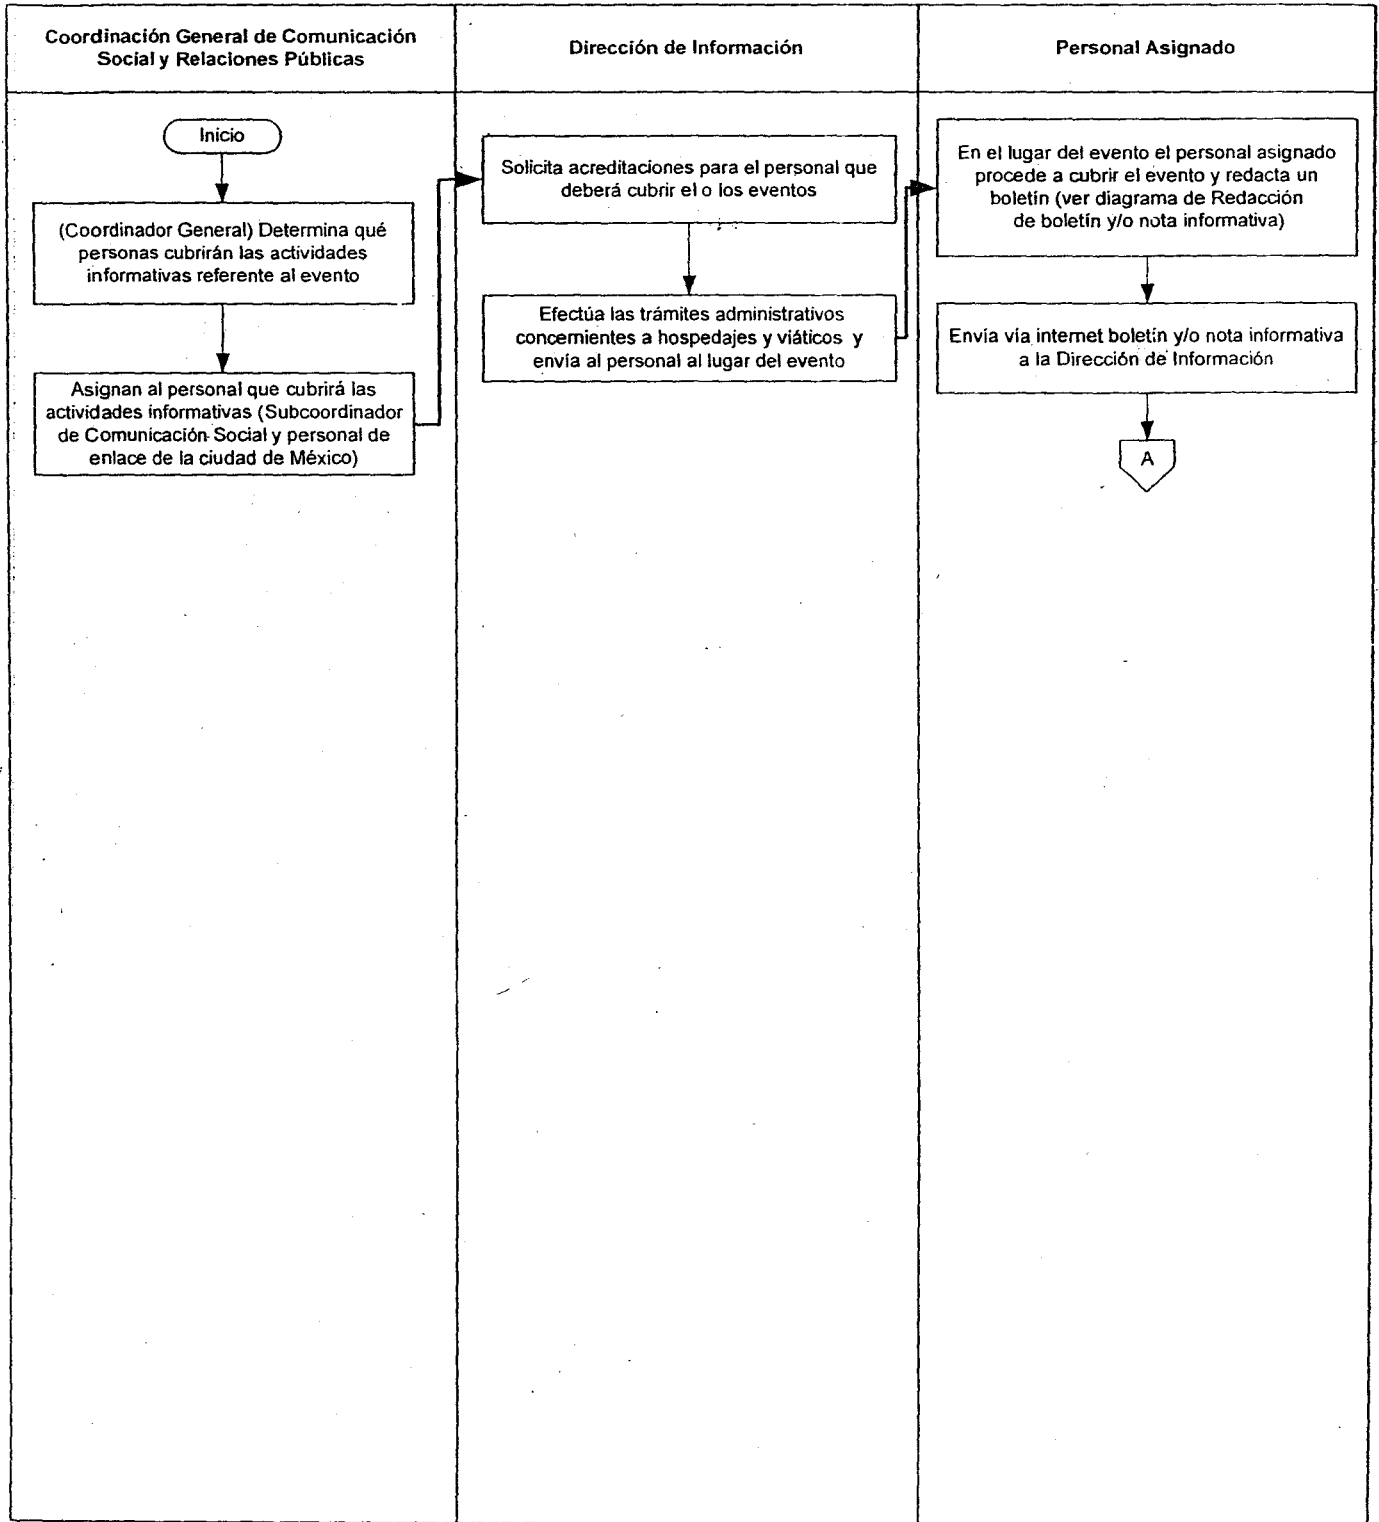 Coordinación General de Comunicación
Social y Relaciones Públicas
Dirección de Información
Personal Asignado
Inicio
(Coordinador General) Determina qué
personas cubrirán las actividades
informativas referente al evento
Asignan al personal que cubrirá las
actividades informativas (Subcoordinador
de Comunicación Social y personal de
enlace de la ciudad de México)
Solicita acreditaciones para el personal que
deberá cubrir el o los eventos
Efectúa las trámites administrativos
concernientes a hospedajes y viáticos y
envía al personal al lugar del evento
En el lugar del evento el personal asignado
procede a cubrir el evento y redacta un
boletín (ver diagrama de Redacción
de boletín y/o nota informativa)
Envía vía internet boletín y/o nota informativa
a la Dirección de Información
A